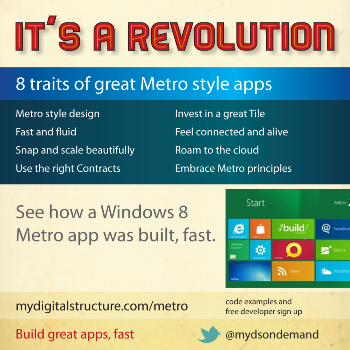 IT'S A REVOLUTION
8 traits of great Metro style apps
Metro style design
Fast and fluid
Snap and scale beautifully
Use the right Contracts
Invest in a great Tile
Feel connected and alive
Roam to the cloud
Embrace Metro principles
See how a Windows 8
Metro app was built, fast.
Start
//build/
mydigitalstructure.com/metro
code examples and
free developer sign up
Build great apps, fast
@mydsondemand